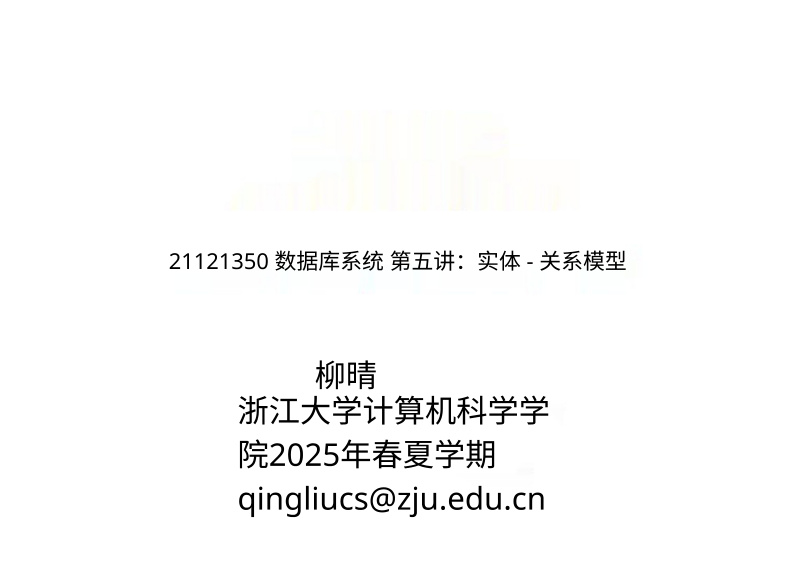 21121350 数据库系统 第五讲：实体 - 关系模型
柳晴
浙江大学计算机科学学
院2025年春夏学期
qingliucs@zju.edu.cn